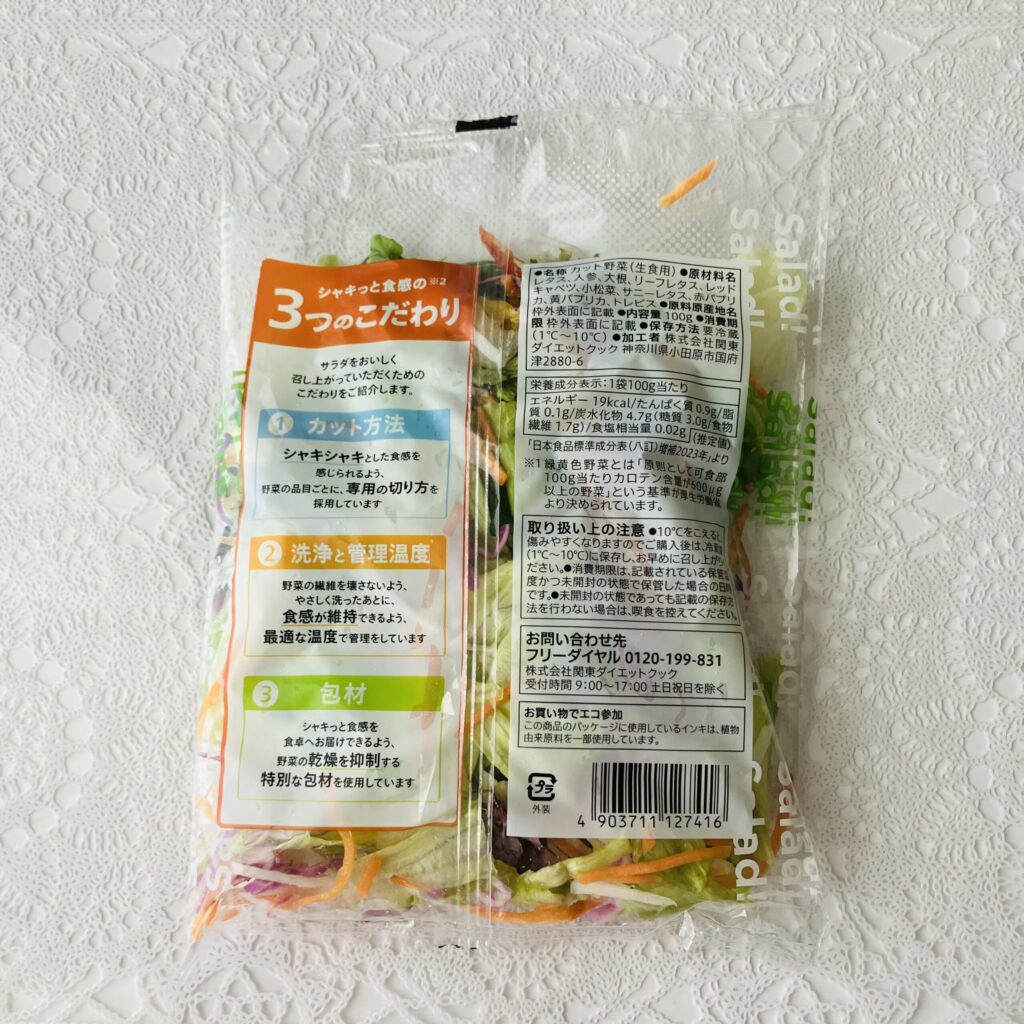 シャキっと食感の※2
3つのこだわり
サラダをおいしく
召し上がっていただくための
こだわりをご紹介します。
1 カット方法
シャキシャキとした食感を
感じられるよう、
野菜の品目ごとに、専用の切り方を
採用しています
2 洗浄と管理温度
野菜の繊維を壊さないよう、
やさしく洗ったあとに、
食感が維持できるよう、
最適な温度で管理をしています
3 包材
シャキっと食感を
食卓へお届けできるよう、
野菜の乾燥を抑制する
特別な包材を使用しています
●名称 カット野菜(生食用) ●原材料名
レタス、人参、大根、リーフレタス、レッド
キャベツ、小松菜、サニーレタス、赤パプリ
カ、黄パプリカ、トレビス ●原料原産地名
枠外表面に記載 ●内容量 100g ●消費期
限 枠外表面に記載 ●保存方法 要冷蔵
(1℃〜10℃) ●加工者 株式会社関東
ダイエットクック 神奈川県小田原市国府
津2880-6
栄養成分表示:1袋100g当たり
エネルギー 19kcal/たんぱく質 0.9g/脂
質 0.1g/炭水化物 4.7g(糖質 3.0g/食物
繊維 1.7g)/食塩相当量 0.02g (推定値)
「日本食品標準成分表(八訂)増補2023年」より
※1 緑黄色野菜とは「原則として可食部
100g当たりカロテン含量が600μg
以上の野菜」という基準が厚生労働省
より決められています。
取り扱い上の注意 ●10℃をこえると
傷みやすくなりますのでご購入後は、冷蔵庫
(1℃〜10℃)に保存し、お早めに召し上がり
ださい。●消費期限は、記載されている保管
度かつ未開封の状態で保管した場合の日時
です。●未開封の状態であっても記載の保存方
法を行わない場合は、喫食を控えてください。
お問い合わせ先
フリーダイヤル 0120-199-831
株式会社関東ダイエットクック
受付時間 9:00〜17:00 土日祝日を除く
お買い物でエコ参加
この商品のパッケージに使用しているインキは、植物
由来原料を一部使用しています。
プラ
外装
4 903711 127416
Salad!
Salad!
Salad!
Salad!